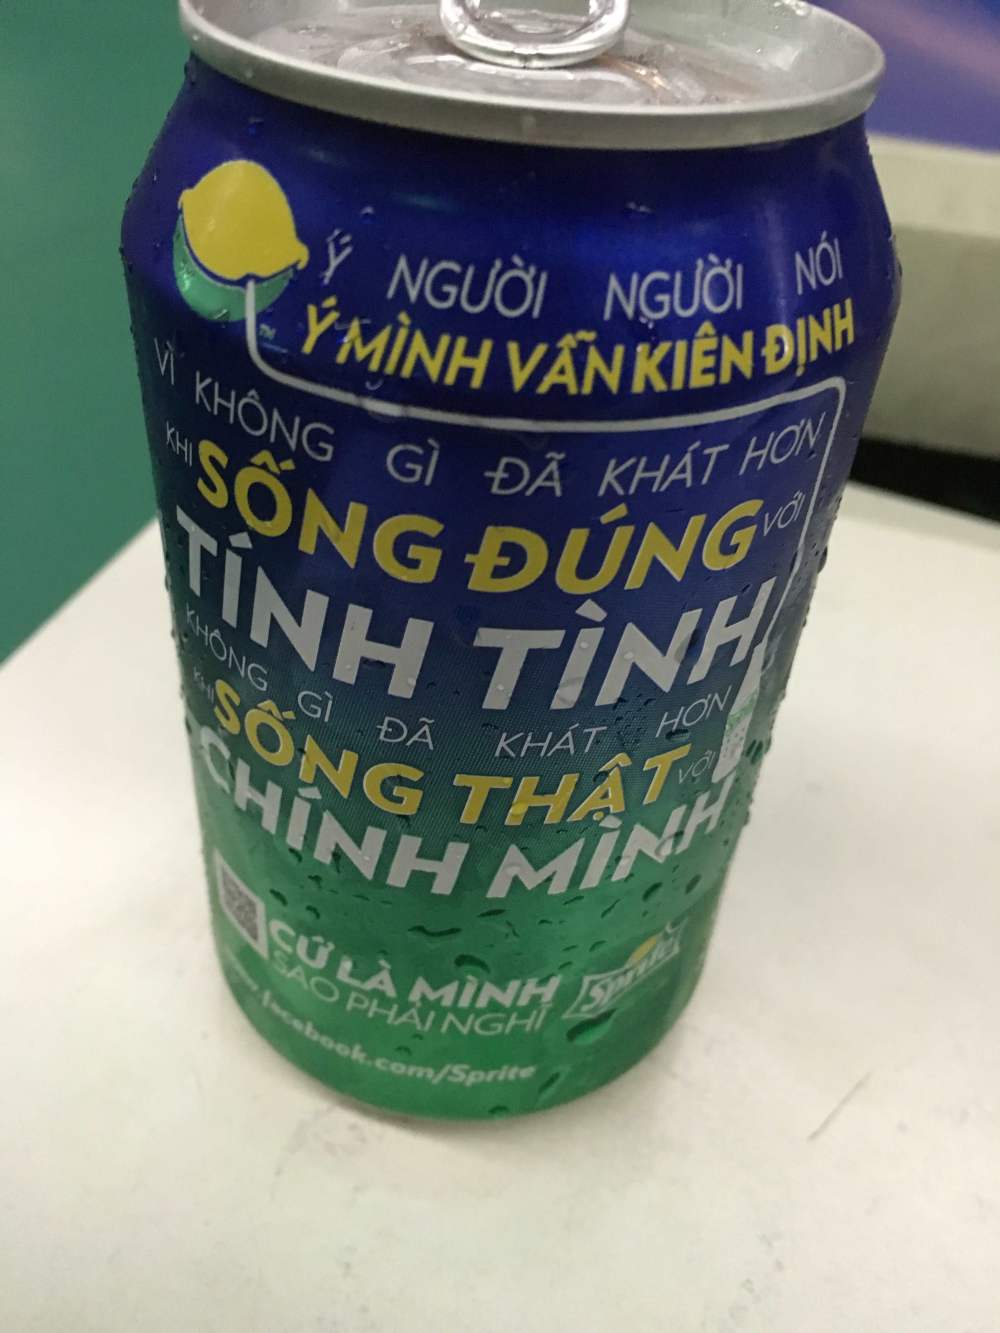 Ý NGƯỜI NGƯỜI NÓI
Ý MÌNH VẪN KIÊN ĐỊNH
VÌ KHÔNG GÌ ĐÃ KHÁT HƠN
KHI SỐNG ĐÚNG VỚI
TÍNH TÌNH
KHÔNG GÌ ĐÃ KHÁT HƠN
KHI SỐNG THẬT VỚI
CHÍNH MÌNH
CỨ LÀ MÌNH
SAO PHẢI NGHĨ
Sprite
www.facebook.com/Sprite
TM